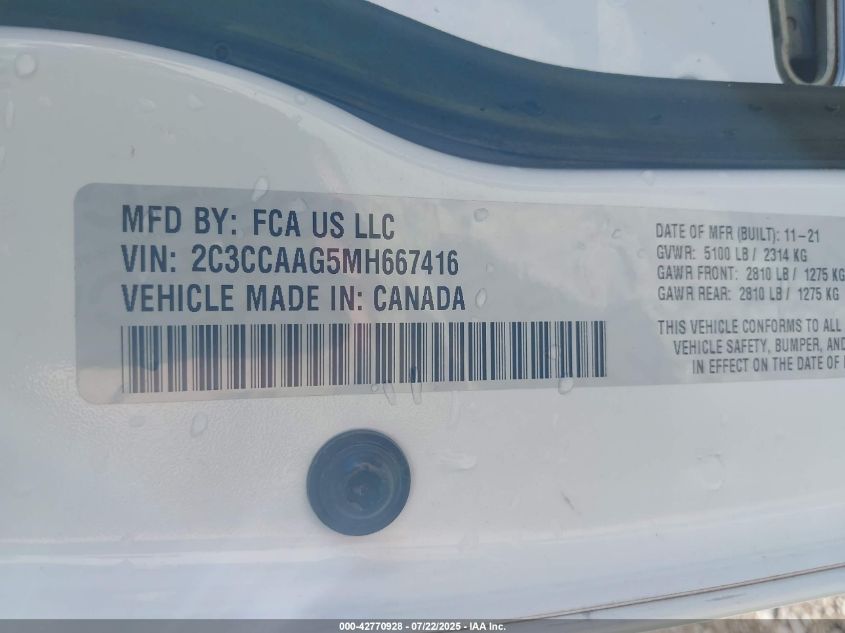 MFD BY: FCA US LLC
VIN: 2C3CCAAG5MH667416
VEHICLE MADE IN: CANADA
DATE OF MFR (BUILT): 11-21
GVWR: 5100 LB / 2314 KG
GAWR FRONT: 2810 LB / 1275 KG
GAWR REAR: 2810 LB / 1275 KG
THIS VEHICLE CONFORMS TO ALL
VEHICLE SAFETY, BUMPER, AND
IN EFFECT ON THE DATE OF
000-42770928 - 07/22/2025 - IAA Inc.